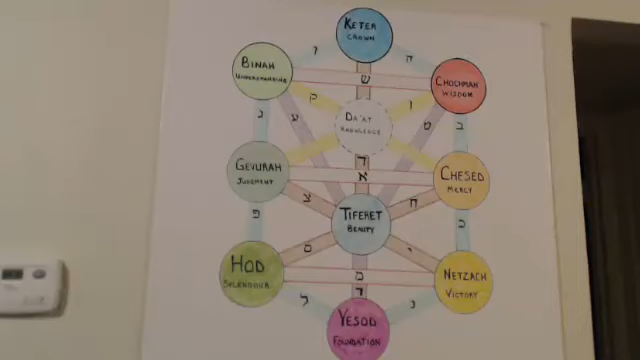 KETER
CROWN
ו
ה
BINAH
UNDERSTANDING
ש
CHOCHMAH
WISDOM
ק
ו
ע
ט
ב
DA'AT
KNOWLEDGE
ד
GEVURAH
JUDGMENT
א
CHESED
MERCY
צ
ח
פ
TIFERET
BEAUTY
כ
ס
י
HOD
SPLENDOUR
מ
NETZACH
VICTORY
ר
ל
נ
YESOD
FOUNDATION